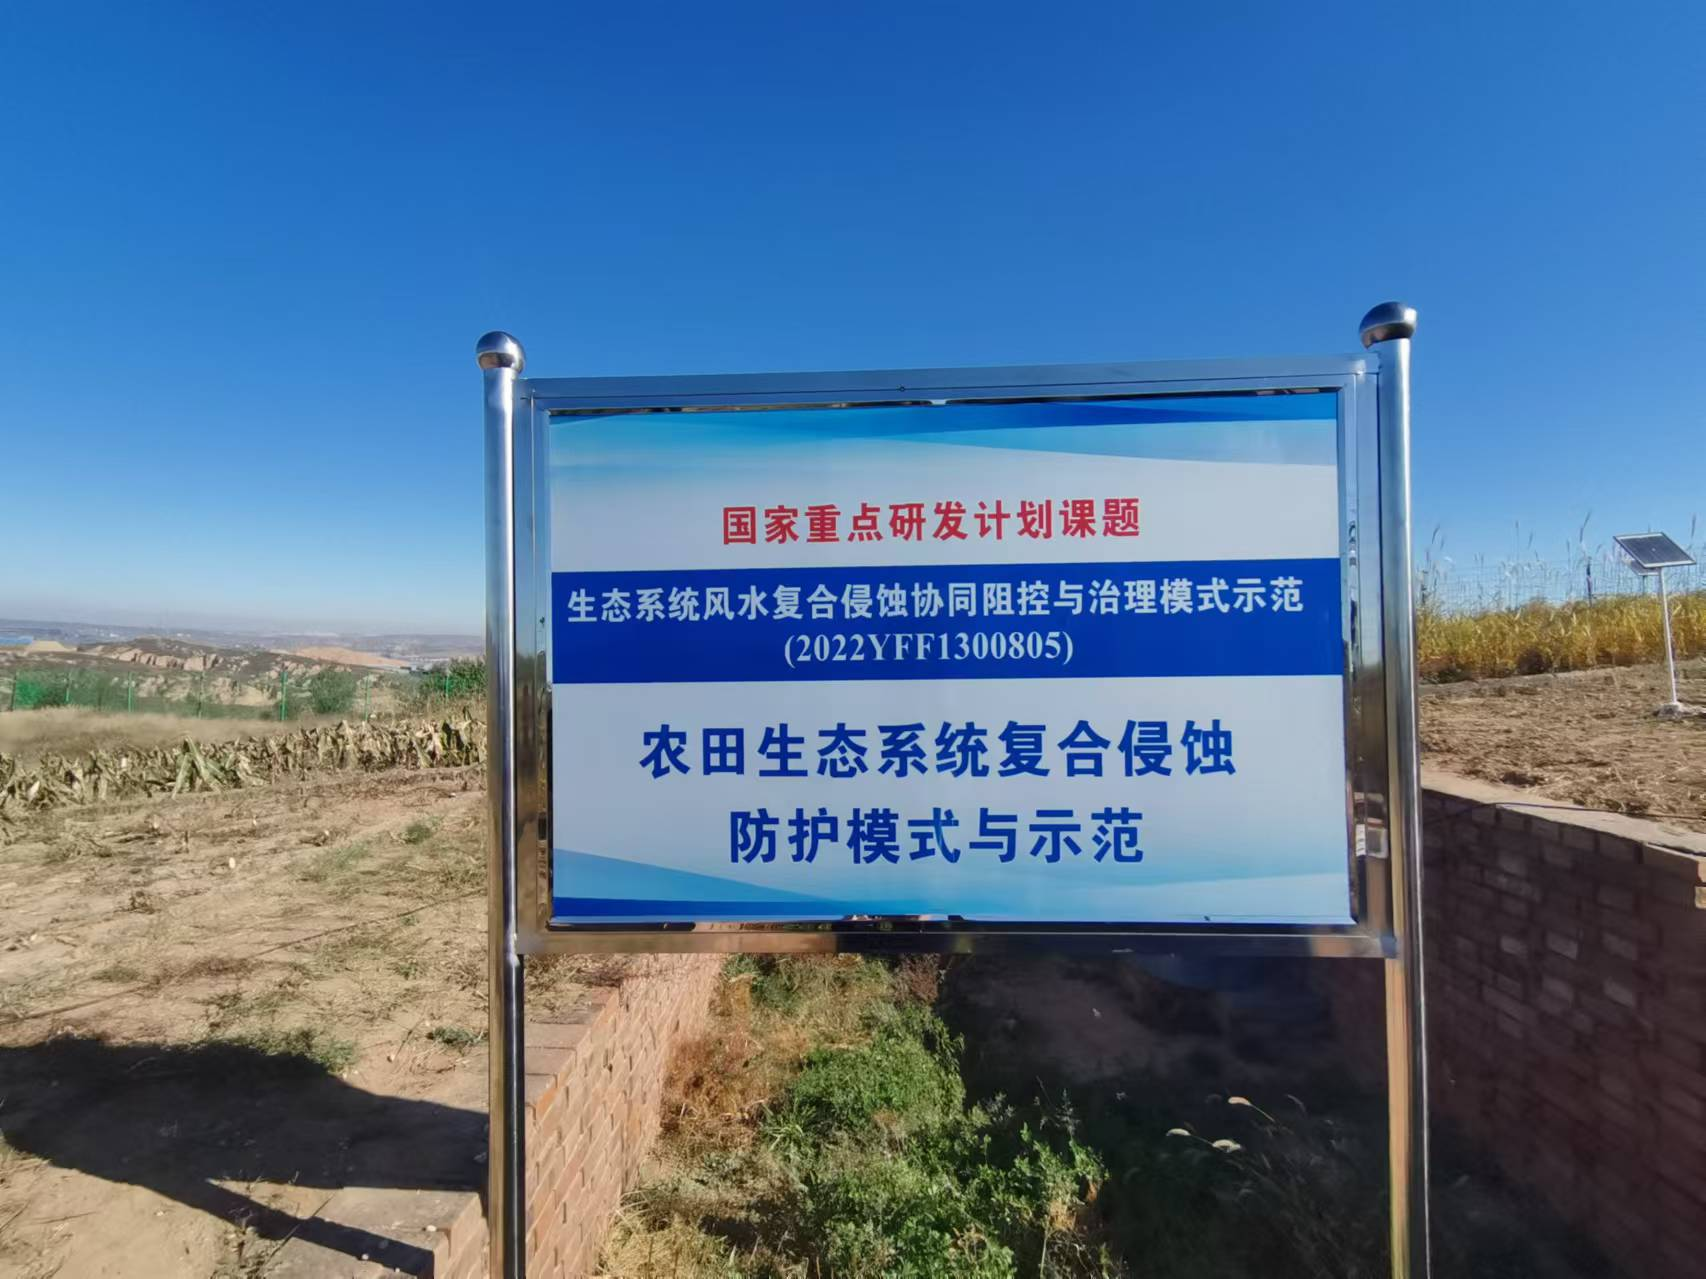 国家重点研发计划课题
生态系统风水复合侵蚀协同阻控与治理模式示范
(2022YFF1300805)
农田生态系统复合侵蚀
防护模式与示范